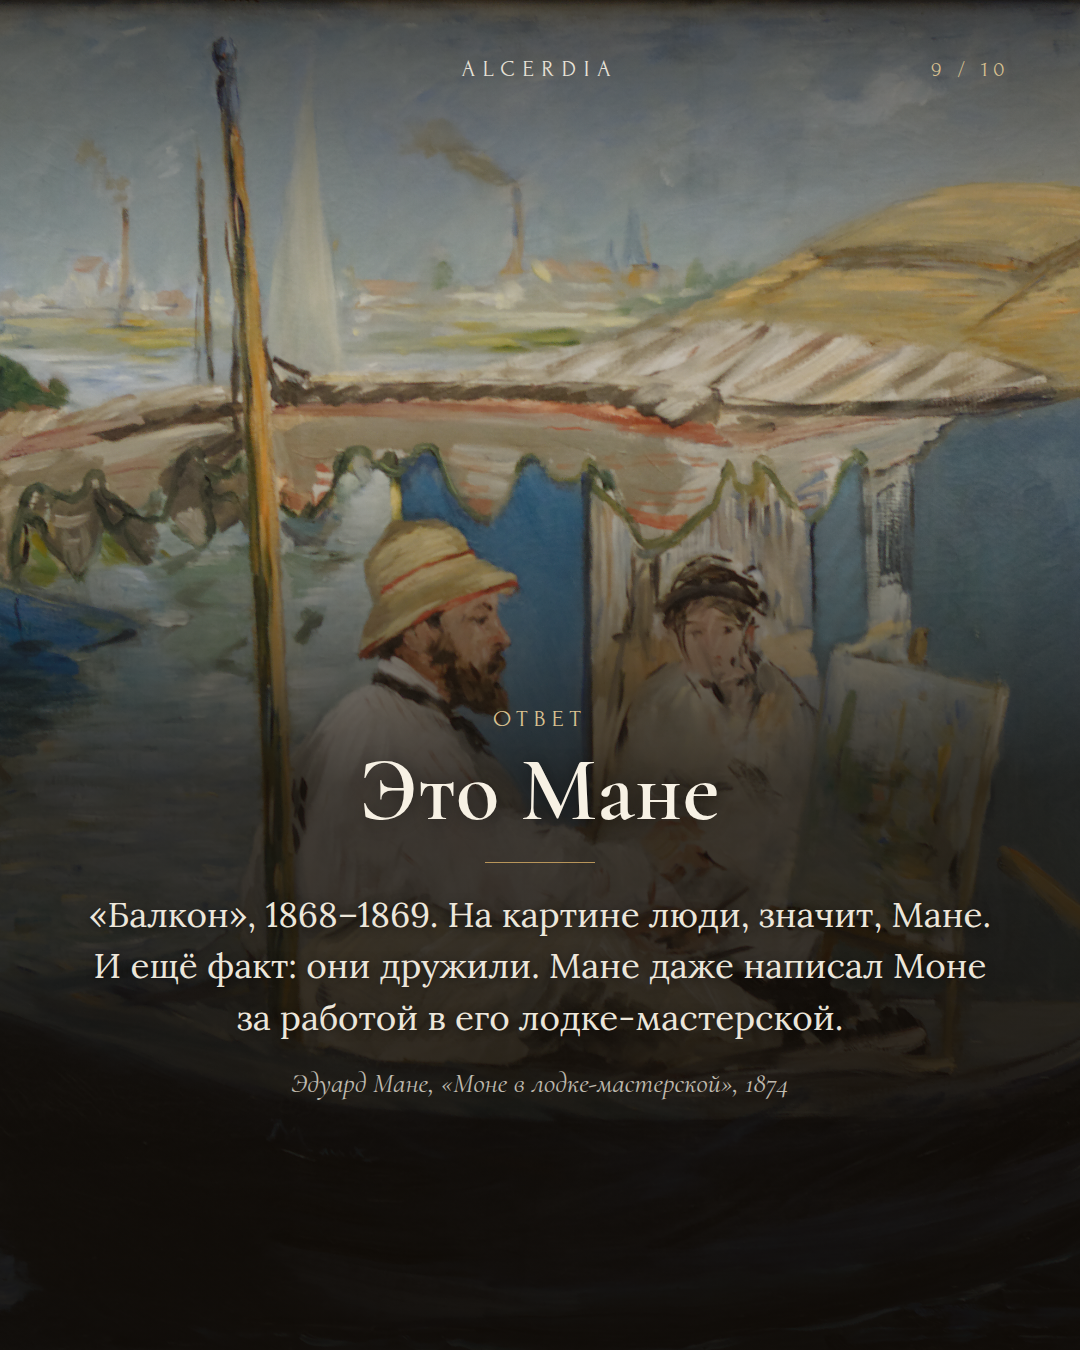 ALCERDIA
9 / 10
ОТВЕТ
Это Мане
«Балкон», 1868–1869. На картине люди, значит, Мане.
И ещё факт: они дружили. Мане даже написал Моне
за работой в его лодке-мастерской.
Эдуард Мане, «Моне в лодке-мастерской», 1874